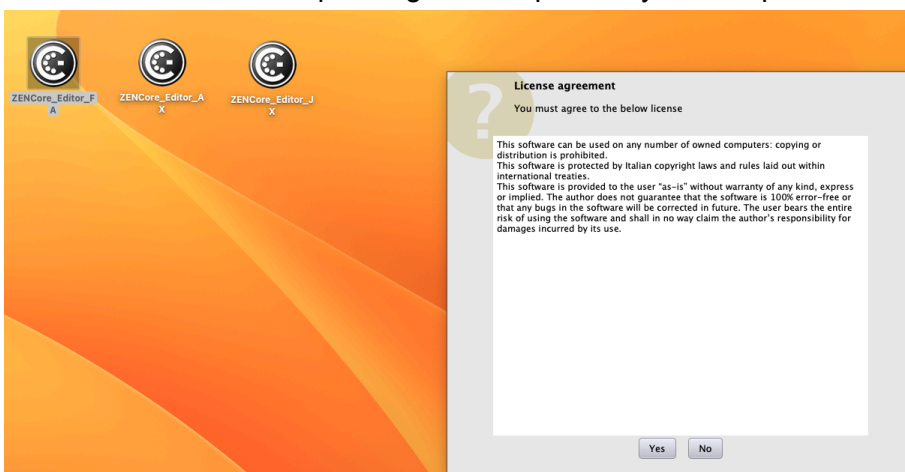 ZENCore_Editor_F
A
ZENCore_Editor_A
X
ZENCore_Editor_J
X
License agreement
You must agree to the below license
This software can be used on any number of owned computers: copying or
distribution is prohibited.
This software is protected by Italian copyright laws and rules laid out within
international treaties.
This software is provided to the user “as-is” without warranty of any kind, express
or implied. The author does not guarantee that the software is 100% error-free or
that any bugs in the software will be corrected in future. The user bears the entire
risk of using the software and shall in no way claim the author's responsibility for
damages incurred by its use.
Yes
No